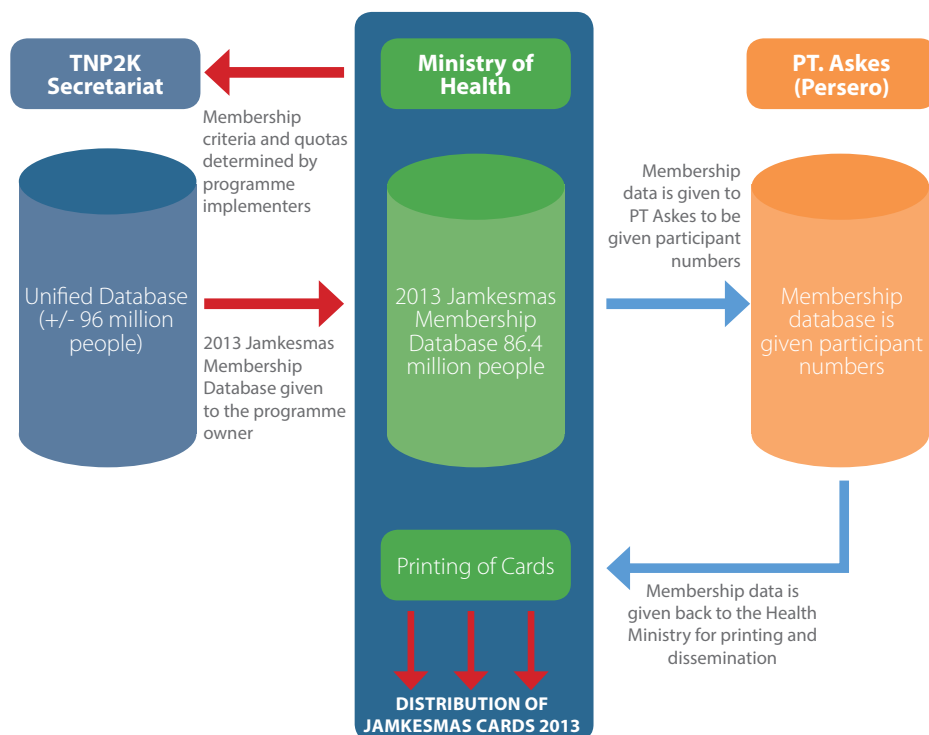 TNP2K
Secretariat
Ministry of
Health
PT. Askes
(Persero)
Membership
criteria and quotas
determined by
programme
implementers
Membership
data is given to
PT Askes to be
given participant
numbers
Unified Database
(+/- 96 million
people)
2013 Jamkesmas
Membership
Database 86.4
million people
Membership
database is
given participant
numbers
2013 Jamkesmas
Membership
Database given
to the programme
owner
Printing of Cards
Membership data is
given back to the Health
Ministry for printing and
dissemination
DISTRIBUTION OF
JAMKESMAS CARDS 2013